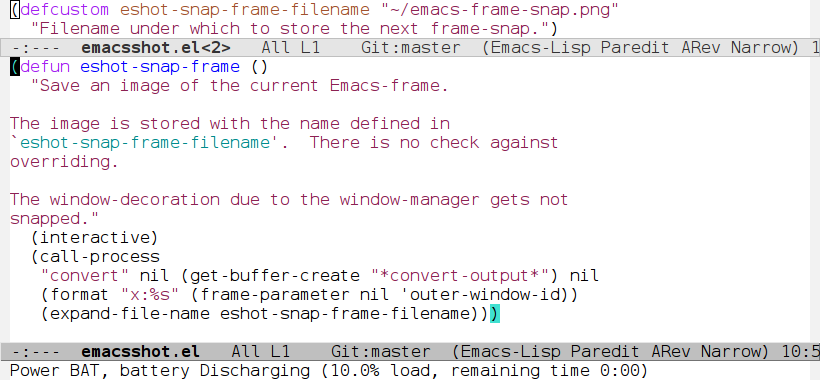 (defcustom eshot-snap-frame-filename "~/emacs-frame-snap.png"
  "Filename under which to store the next frame-snap.")
-:---  emacsshot.el<2>   All L1    Git:master  (Emacs-Lisp Paredit ARev Narrow) 1
(defun eshot-snap-frame ()
  "Save an image of the current Emacs-frame.
The image is stored with the name defined in
`eshot-snap-frame-filename'.  There is no check against
overriding.
The window-decoration due to the window-manager gets not
snapped."
  (interactive)
  (call-process
   "convert" nil (get-buffer-create "*convert-output*") nil
   (format "x:%s" (frame-parameter nil 'outer-window-id))
   (expand-file-name eshot-snap-frame-filename)))
-:---  emacsshot.el   All L1    Git:master  (Emacs-Lisp Paredit ARev Narrow) 10:5
Power BAT, battery Discharging (10.0% load, remaining time 0:00)